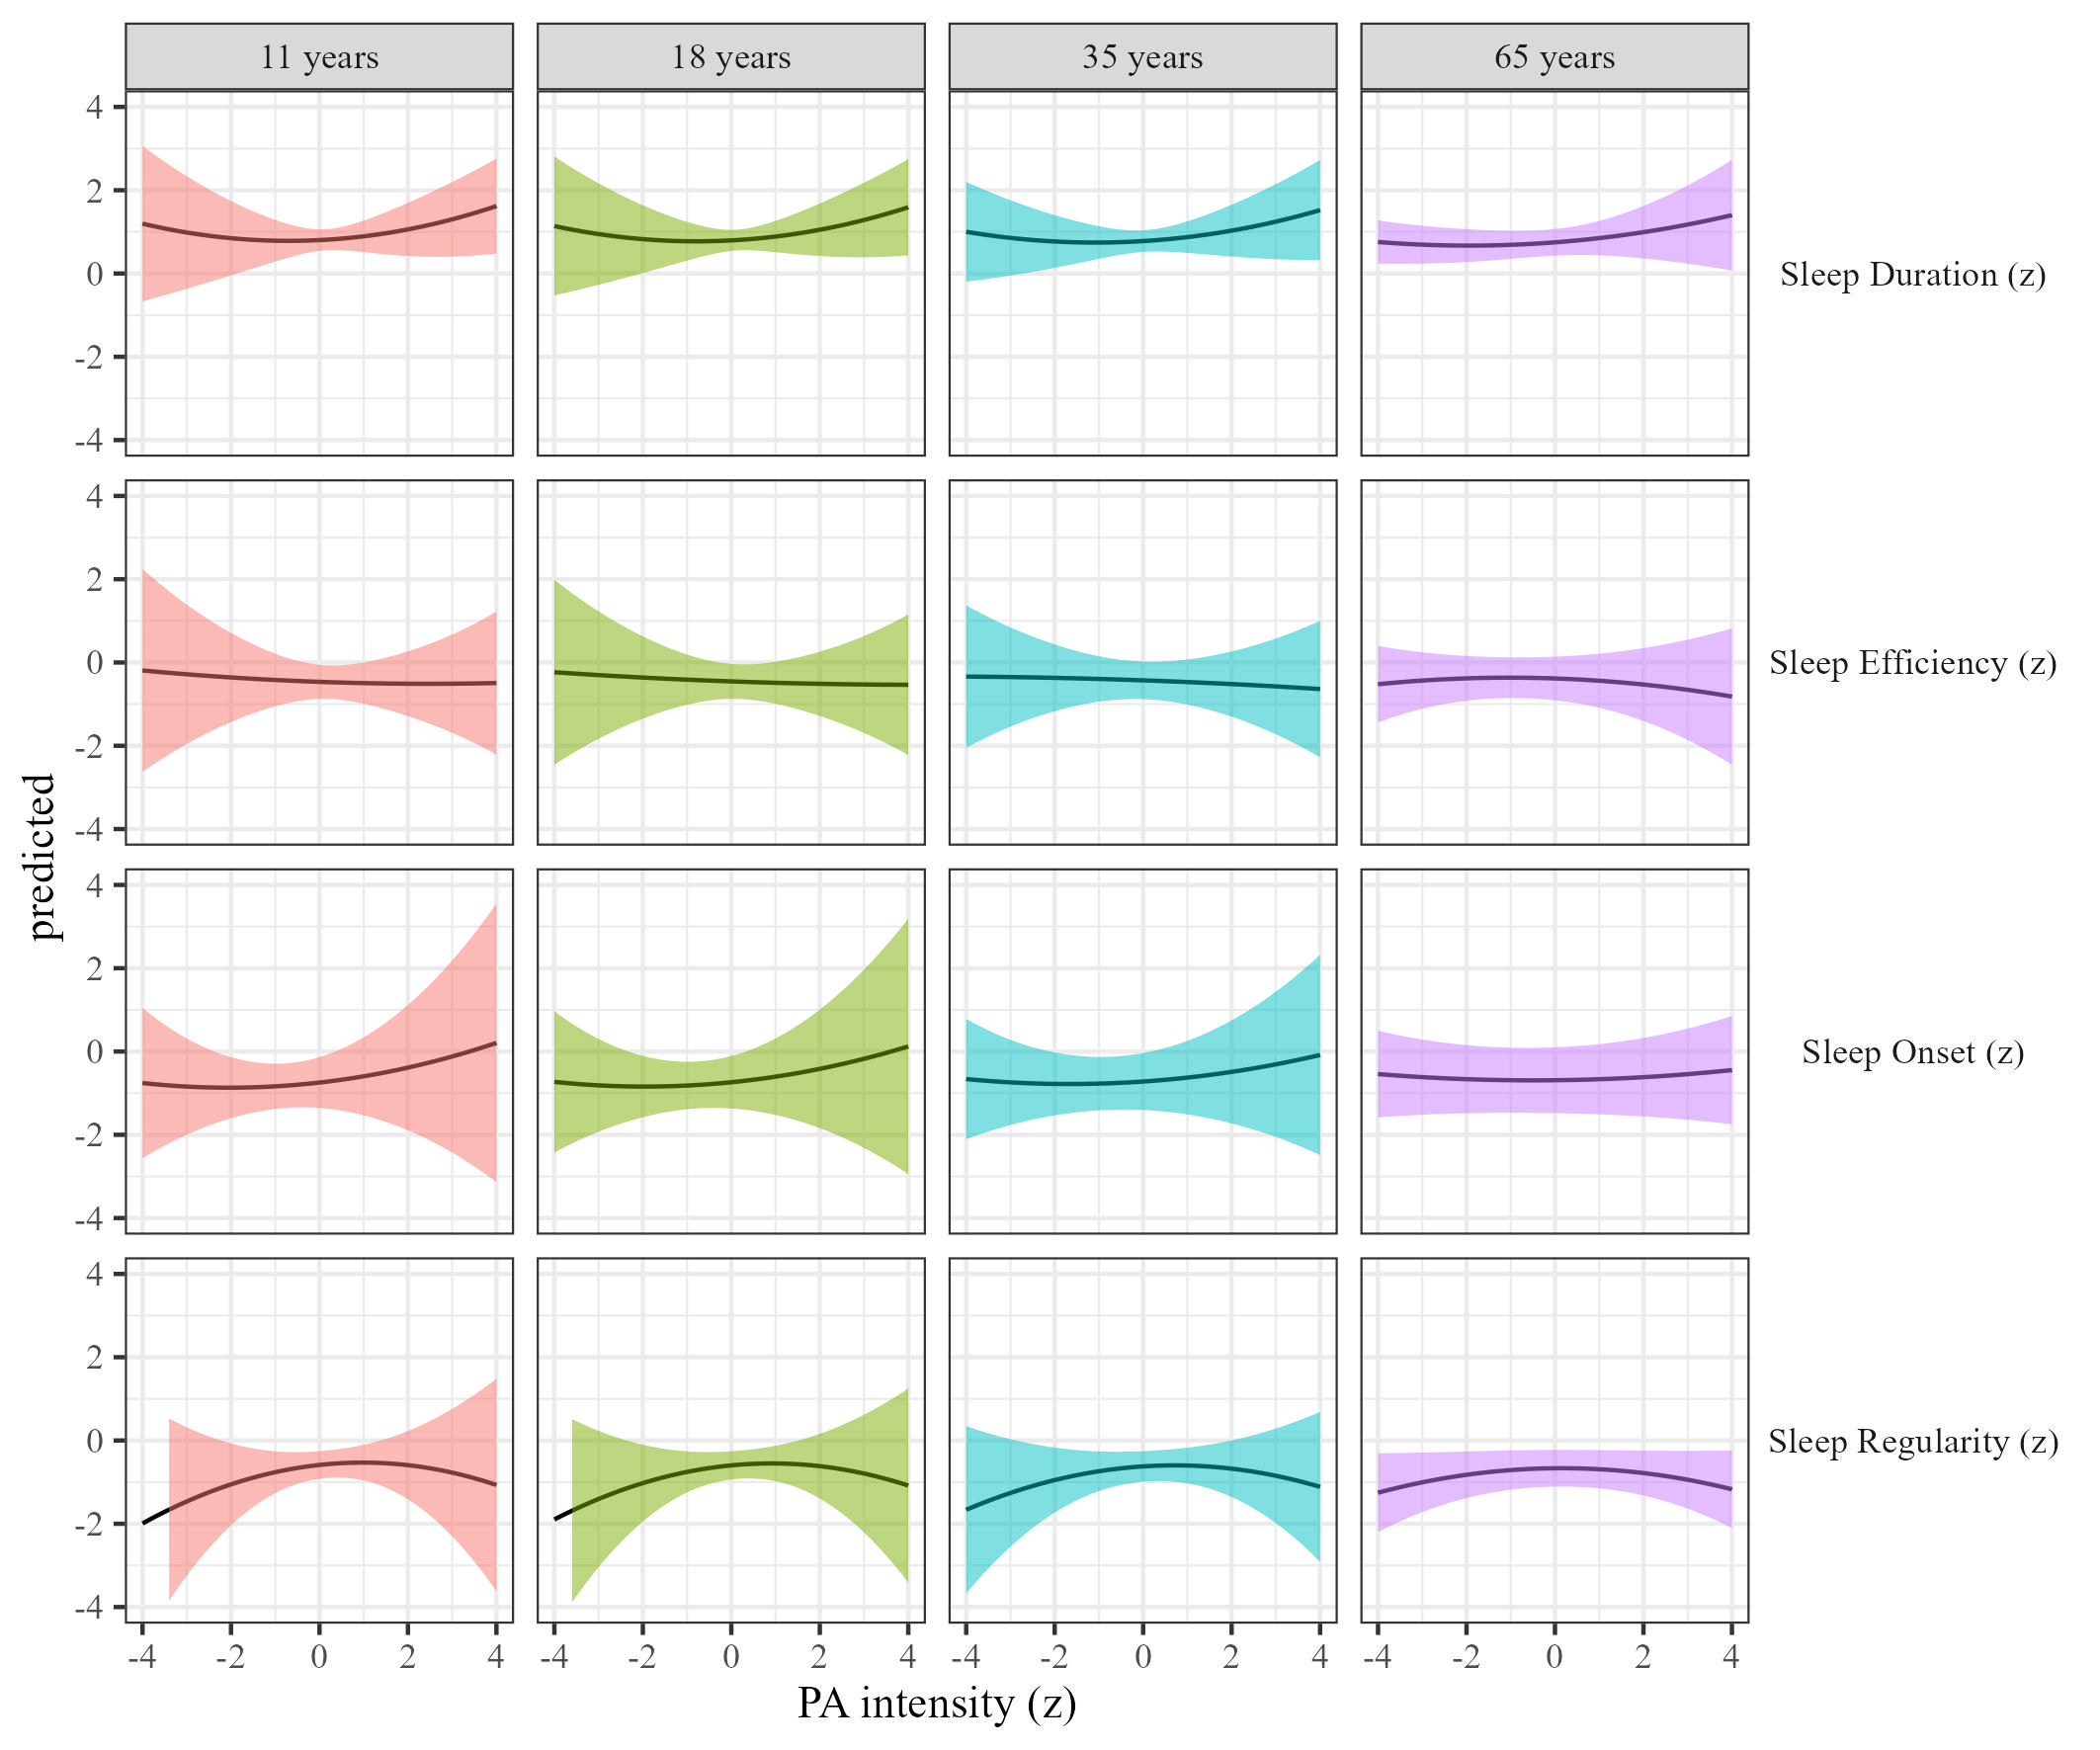 11 years 18 years 35 years 65 years
4
2
0
-2
-4
Sleep Duration (z)
4
2
0
-2
-4
Sleep Efficiency (z)
predicted
4
2
0
-2
-4
Sleep Onset (z)
4
2
0
-2
-4
Sleep Regularity (z)
-4 -2 0 2 4 -4 -2 0 2 4 -4 -2 0 2 4 -4 -2 0 2 4
PA intensity (z)